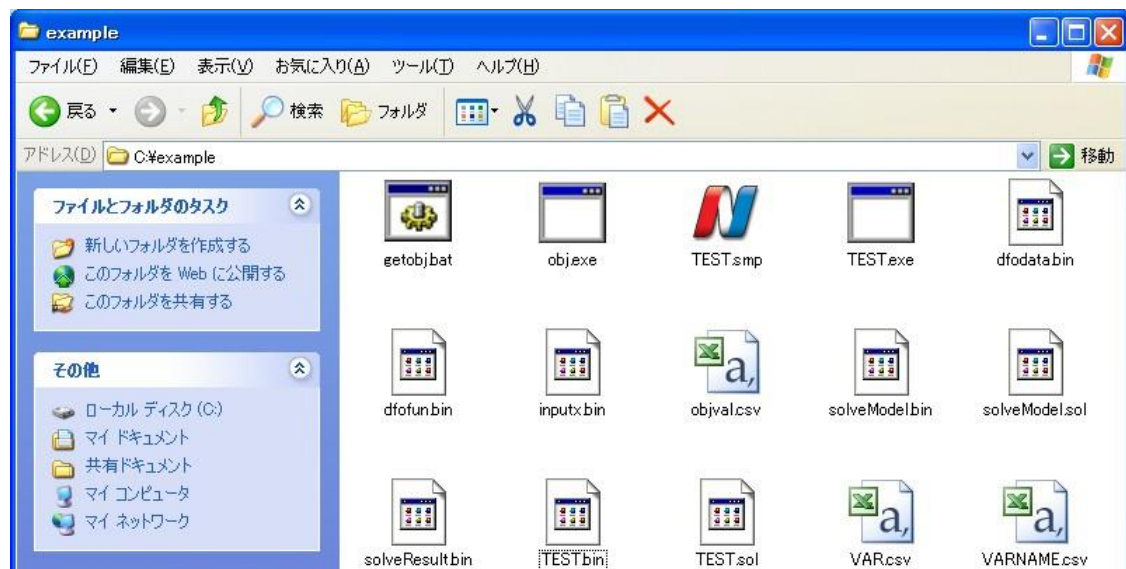 example
ファイル(F) 編集(E) 表示(V) お気に入り(A) ツール(T) ヘルプ(H)
戻る 検索 フォルダ
アドレス(D) C:¥example 移動
ファイルとフォルダのタスク
新しいフォルダを作成する
このフォルダを Web に公開する
このフォルダを共有する
その他
ローカル ディスク (C:)
マイ ドキュメント
共有ドキュメント
マイ コンピュータ
マイ ネットワーク
getobj.bat obj.exe TEST.smp TEST.exe dfodata.bin
dfofun.bin inputx.bin objval.csv solveModel.bin solveModel.sol
solveResult.bin TEST.bin TEST.sol VAR.csv VARNAME.csv